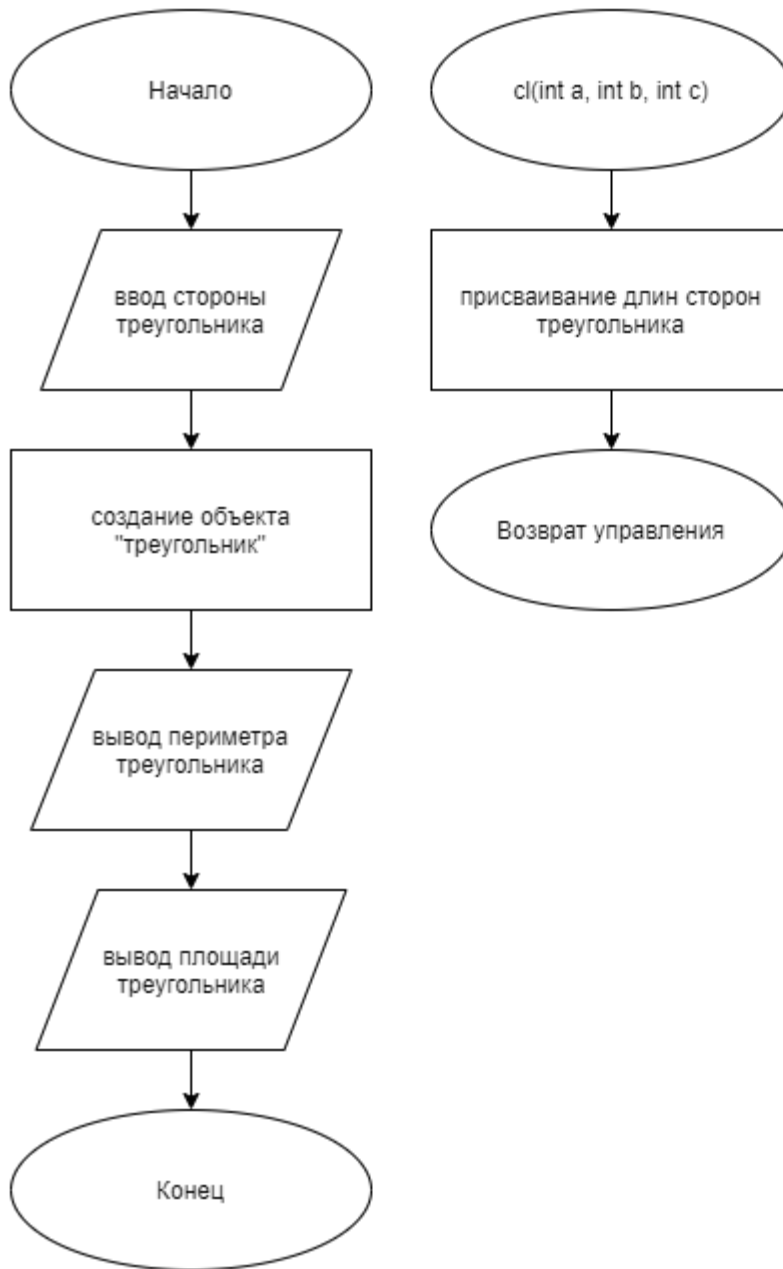 Начало
ввод стороны
треугольника
создание объекта
"треугольник"
вывод периметра
треугольника
вывод площади
треугольника
Конец
cl(int a, int b, int c)
присваивание длин сторон
треугольника
Возврат управления